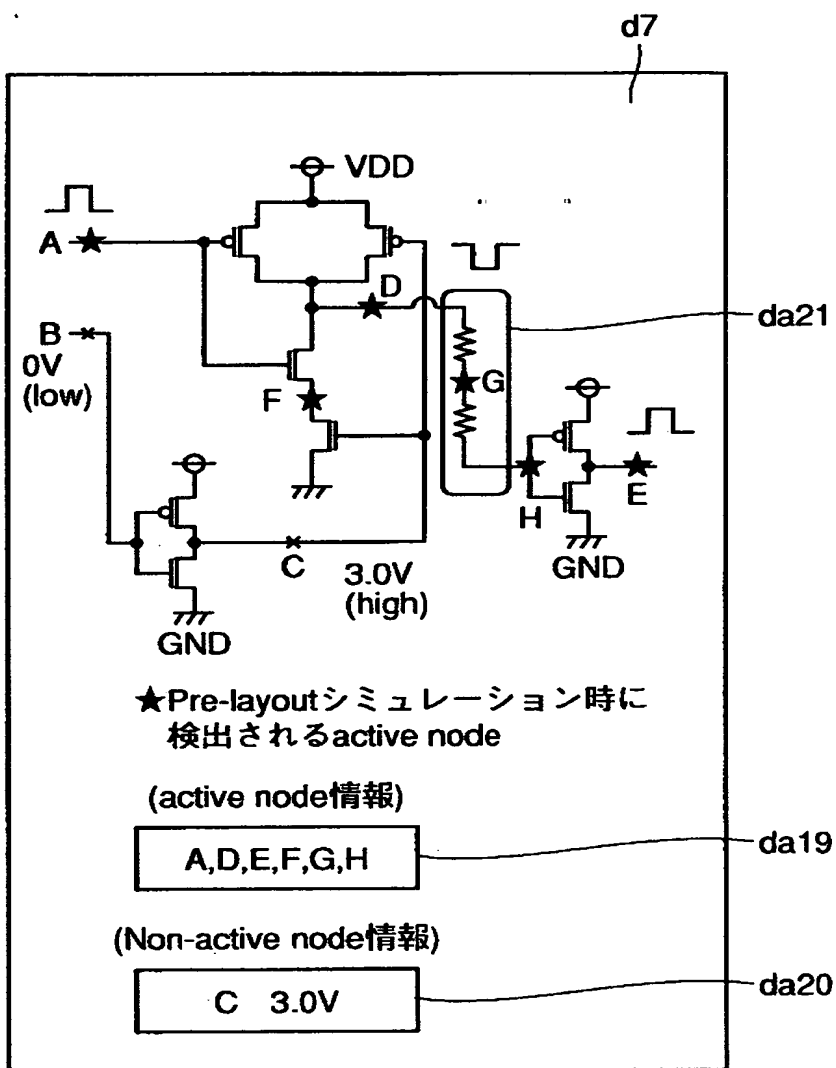 d7
VDD
A
D
B
0V
(low)
da21
G
F
H
E
C
3.0V
(high)
GND
GND
★Pre-layoutシミュレーション時に
検出されるactive node
(active node情報)
A,D,E,F,G,H
da19
(Non-active node情報)
C 3.0V
da20